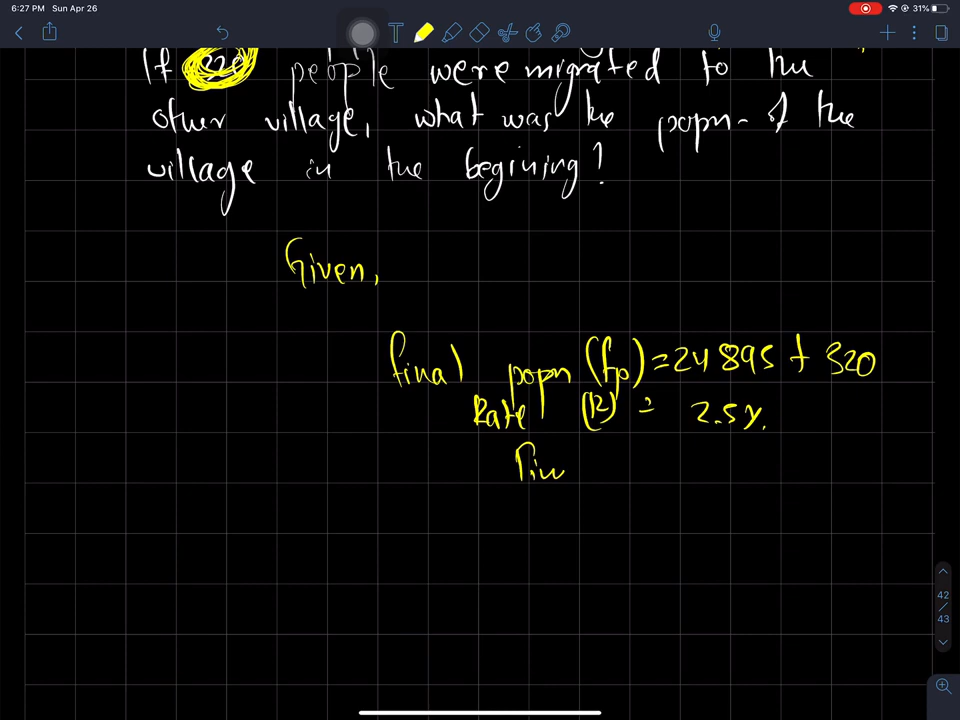 6:27 PM Sun Apr 26
31%
T
If 320 people were migrated to the
other village, what was the popn- of the
village in the begining?
Given,
final popn (fp) = 24895 + 320
Rate (R) = 2.5%.
42
/
43